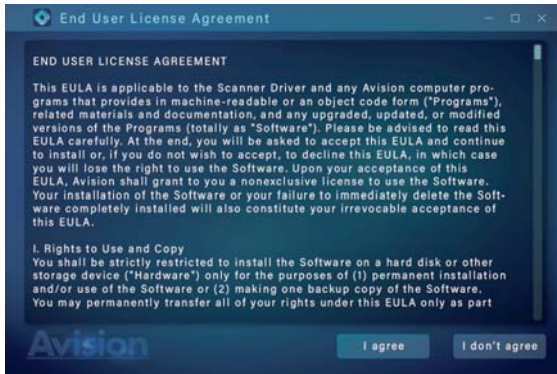 End User License Agreement
END USER LICENSE AGREEMENT
This EULA is applicable to the Scanner Driver and any Avision computer pro-
grams that provides in machine-readable or an object code form ("Programs"),
related materials and documentation, and any upgraded, updated, or modified
versions of the Programs (totally as "Software"). Please be advised to read this
EULA carefully. At the end, you will be asked to accept this EULA and continue
to install or, if you do not wish to accept, to decline this EULA, in which case
you will lose the right to use the Software. Upon your acceptance of this
EULA, Avision shall grant to you a nonexclusive license to use the Software.
Your installation of the Software or your failure to immediately delete the Soft-
ware completely installed will also constitute your irrevocable acceptance of
this EULA.
I. Rights to Use and Copy
You shall be strictly restricted to install the Software on a hard disk or other
storage device ("Hardware") only for the purposes of (1) permanent installation
and/or use of the Software or (2) making one backup copy of the Software.
You may permanently transfer all of your rights under this EULA only as part
Avision
I agree
I don't agree